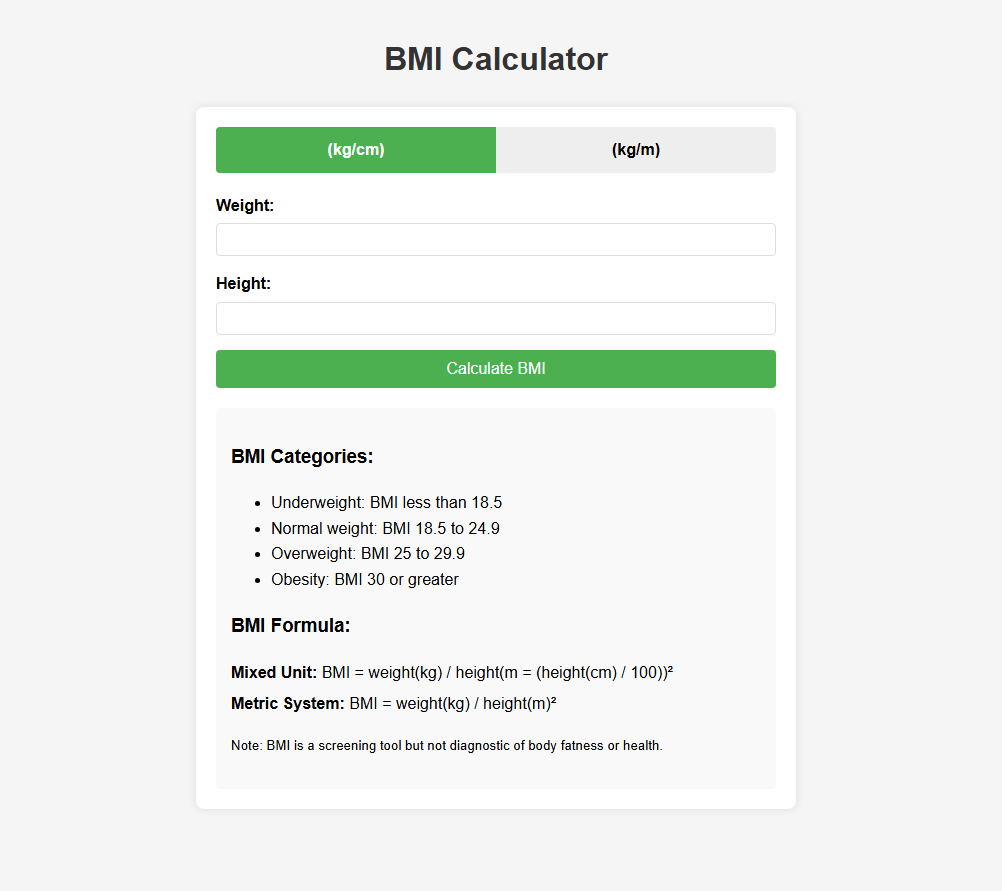 BMI Calculator
(kg/cm)
(kg/m)
Weight:
Height:
Calculate BMI
BMI Categories:
Underweight: BMI less than 18.5
Normal weight: BMI 18.5 to 24.9
Overweight: BMI 25 to 29.9
Obesity: BMI 30 or greater
BMI Formula:
Mixed Unit: BMI = weight(kg) / height(m = (height(cm) / 100))²
Metric System: BMI = weight(kg) / height(m)²
Note: BMI is a screening tool but not diagnostic of body fatness or health.